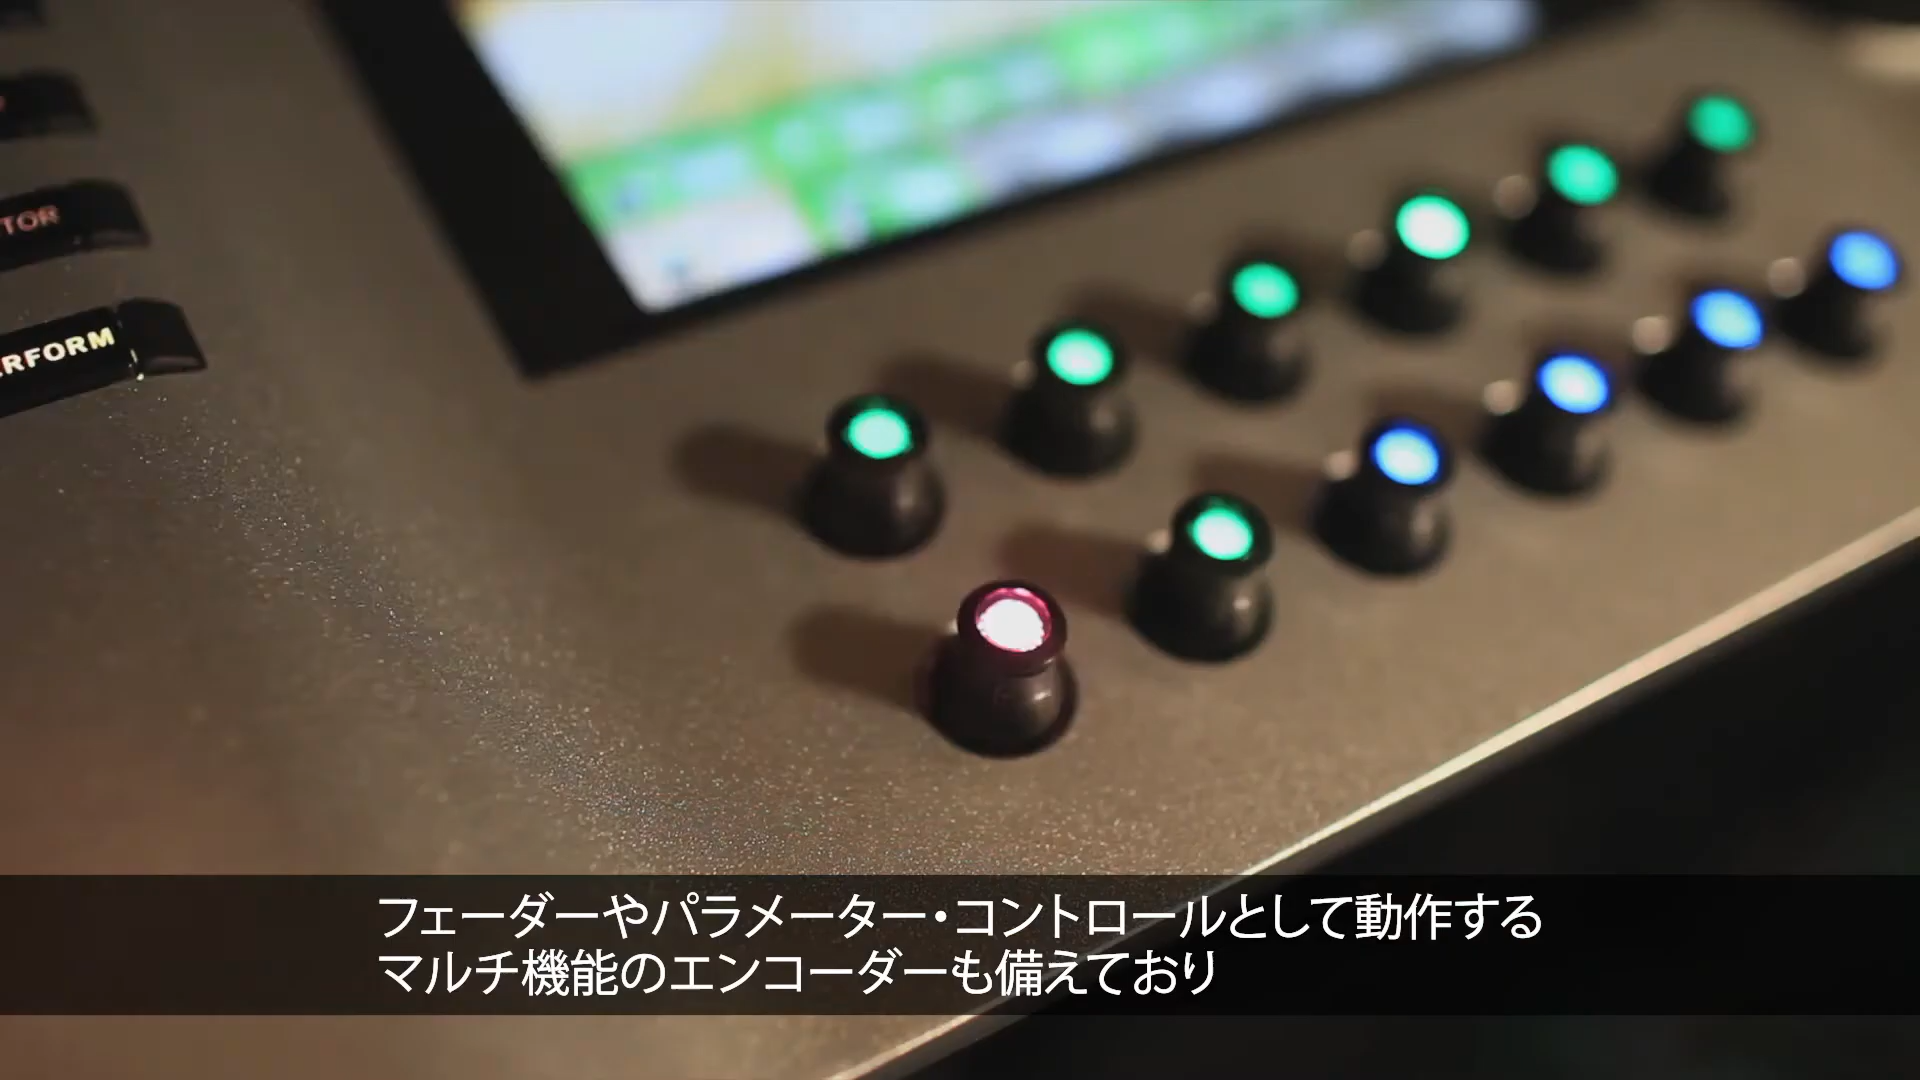 TOR
RFORM
フェーダーやパラメーター・コントロールとして動作する
マルチ機能のエンコーダーも備えており